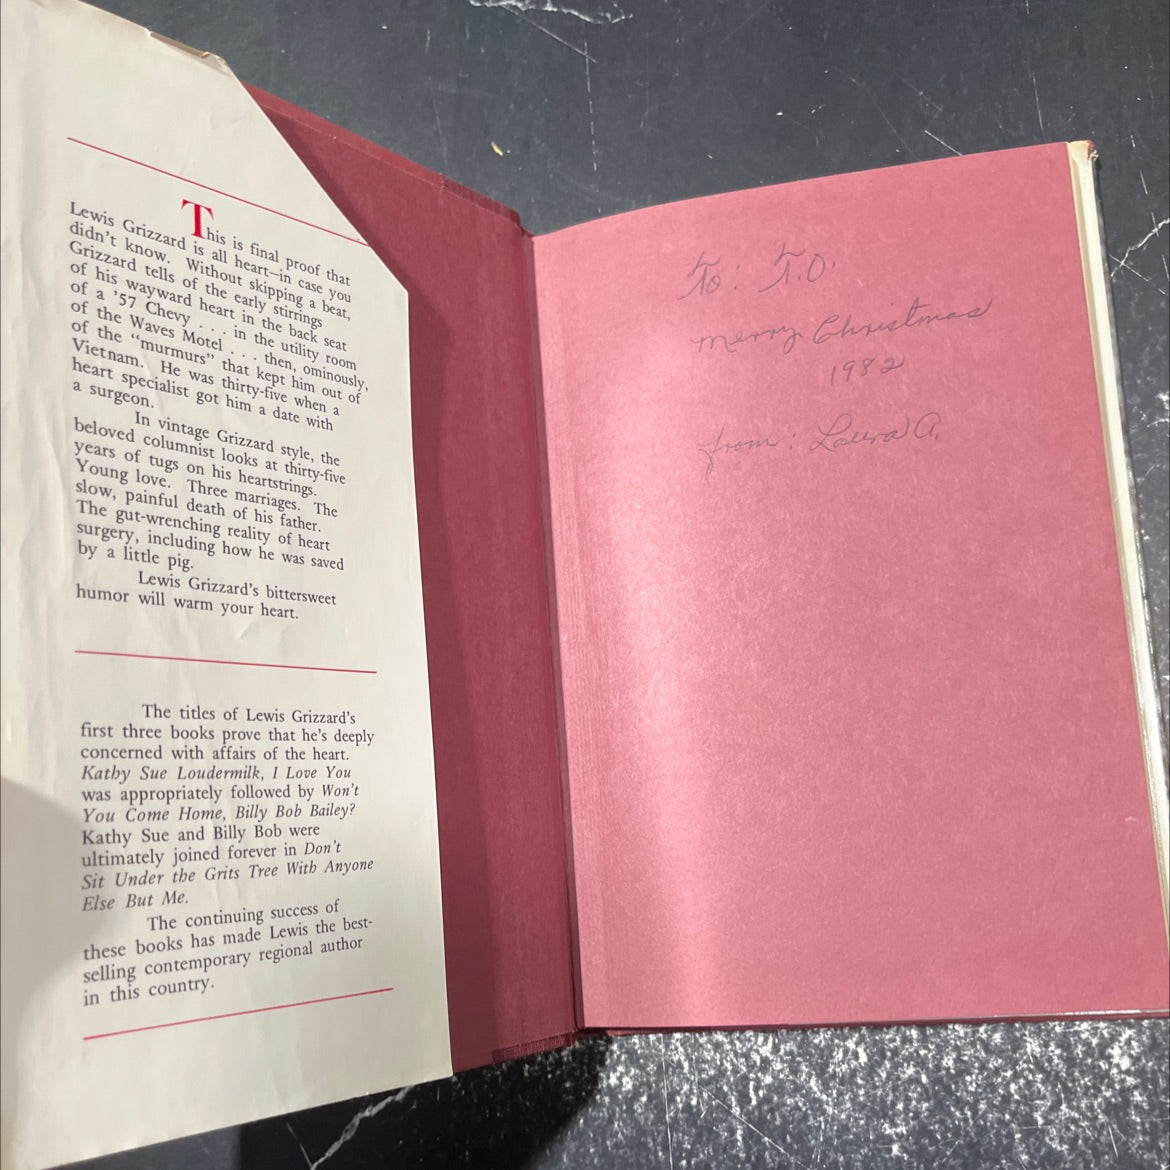 This is final proof that
Lewis Grizzard is all heart—in case you
didn't know. Without skipping a beat,
Grizzard tells of the early stirrings
of his wayward heart in the back seat
of a '57 Chevy . . . in the utility room
of the Waves Motel . . . then, ominously,
of the "murmurs" that kept him out of
Vietnam. He was thirty-five when a
heart specialist got him a date with
a surgeon.
In vintage Grizzard style, the
beloved columnist looks at thirty-five
years of tugs on his heartstrings.
Young love. Three marriages. The
slow, painful death of his father.
The gut-wrenching reality of heart
surgery, including how he was saved
by a little pig.
Lewis Grizzard's bittersweet
humor will warm your heart.
The titles of Lewis Grizzard's
first three books prove that he's deeply
concerned with affairs of the heart.
Kathy Sue Loudermilk, I Love You
was appropriately followed by Won't
You Come Home, Billy Bob Bailey?
Kathy Sue and Billy Bob were
ultimately joined forever in Don't
Sit Under the Grits Tree With Anyone
Else But Me.
The continuing success of
these books has made Lewis the best-
selling contemporary regional author
in this country.
To: T.O.
Merry Christmas
1982
from: Laura A.